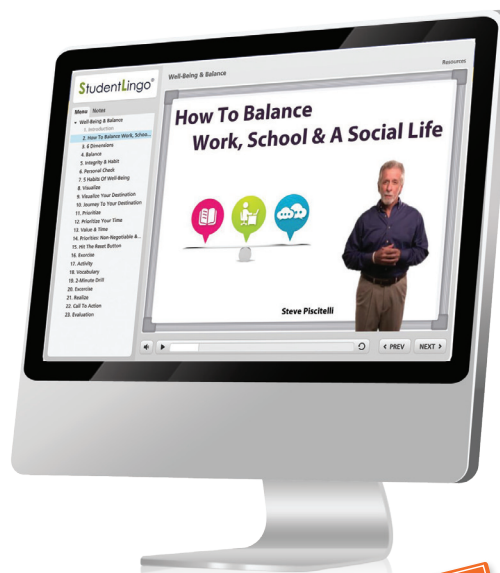 StudentLingo®
Well-Being & Balance
Resources
Menu Notes
Well-Being & Balance
1. Introduction
2. How To Balance Work, Schoo...
3. 6 Dimensions
4. Balance
5. Integrity & Habit
6. Personal Check
7. 5 Habits Of Well-Being
8. Visualize
9. Visualize Your Destination
10. Journey To Your Destination
11. Prioritize
12. Prioritize Your Time
13. Value & Time
14. Priorities: Non-Negotiable &...
15. Hit The Reset Button
16. Exercise
17. Activity
18. Vocabulary
19. 2-Minute Drill
20. Excercise
21. Realize
22. Call To Action
23. Evaluation
How To Balance
Work, School & A Social Life
Steve Piscitelli
< PREV NEXT >